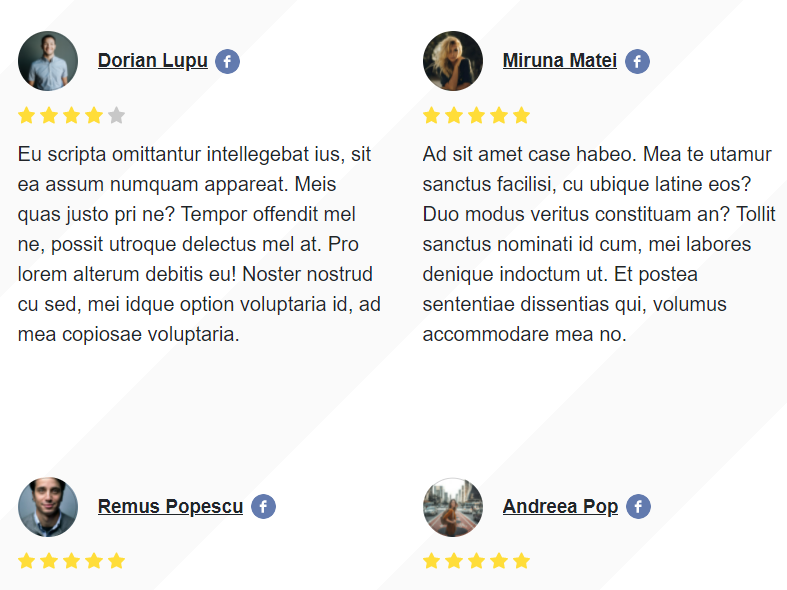 Dorian Lupu
Eu scripta omittantur intellegebat ius, sit
ea assum numquam appareat. Meis
quas justo pri ne? Tempor offendit mel
ne, possit utroque delectus mel at. Pro
lorem alterum debitis eu! Noster nostrud
cu sed, mei idque option voluptaria id, ad
mea copiosae voluptaria.
Miruna Matei
Ad sit amet case habeo. Mea te utamur
sanctus facilisi, cu ubique latine eos?
Duo modus veritus constituam an? Tollit
sanctus nominati id cum, mei labores
denique indoctum ut. Et postea
sententiae dissentias qui, volumus
accommodare mea no.
Remus Popescu
Andreea Pop